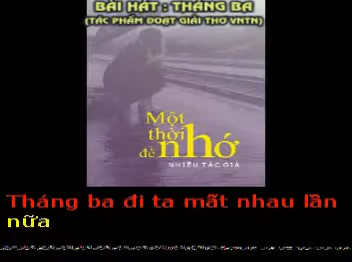 BÀI HÁT : THÁNG BA
(TÁC PHẨM ĐOẠT GIẢI THƠ VNTN)
Một
thời
để nhớ
NHIỀU TÁC GIẢ
Tháng ba đi ta mất nhau lần
nữa